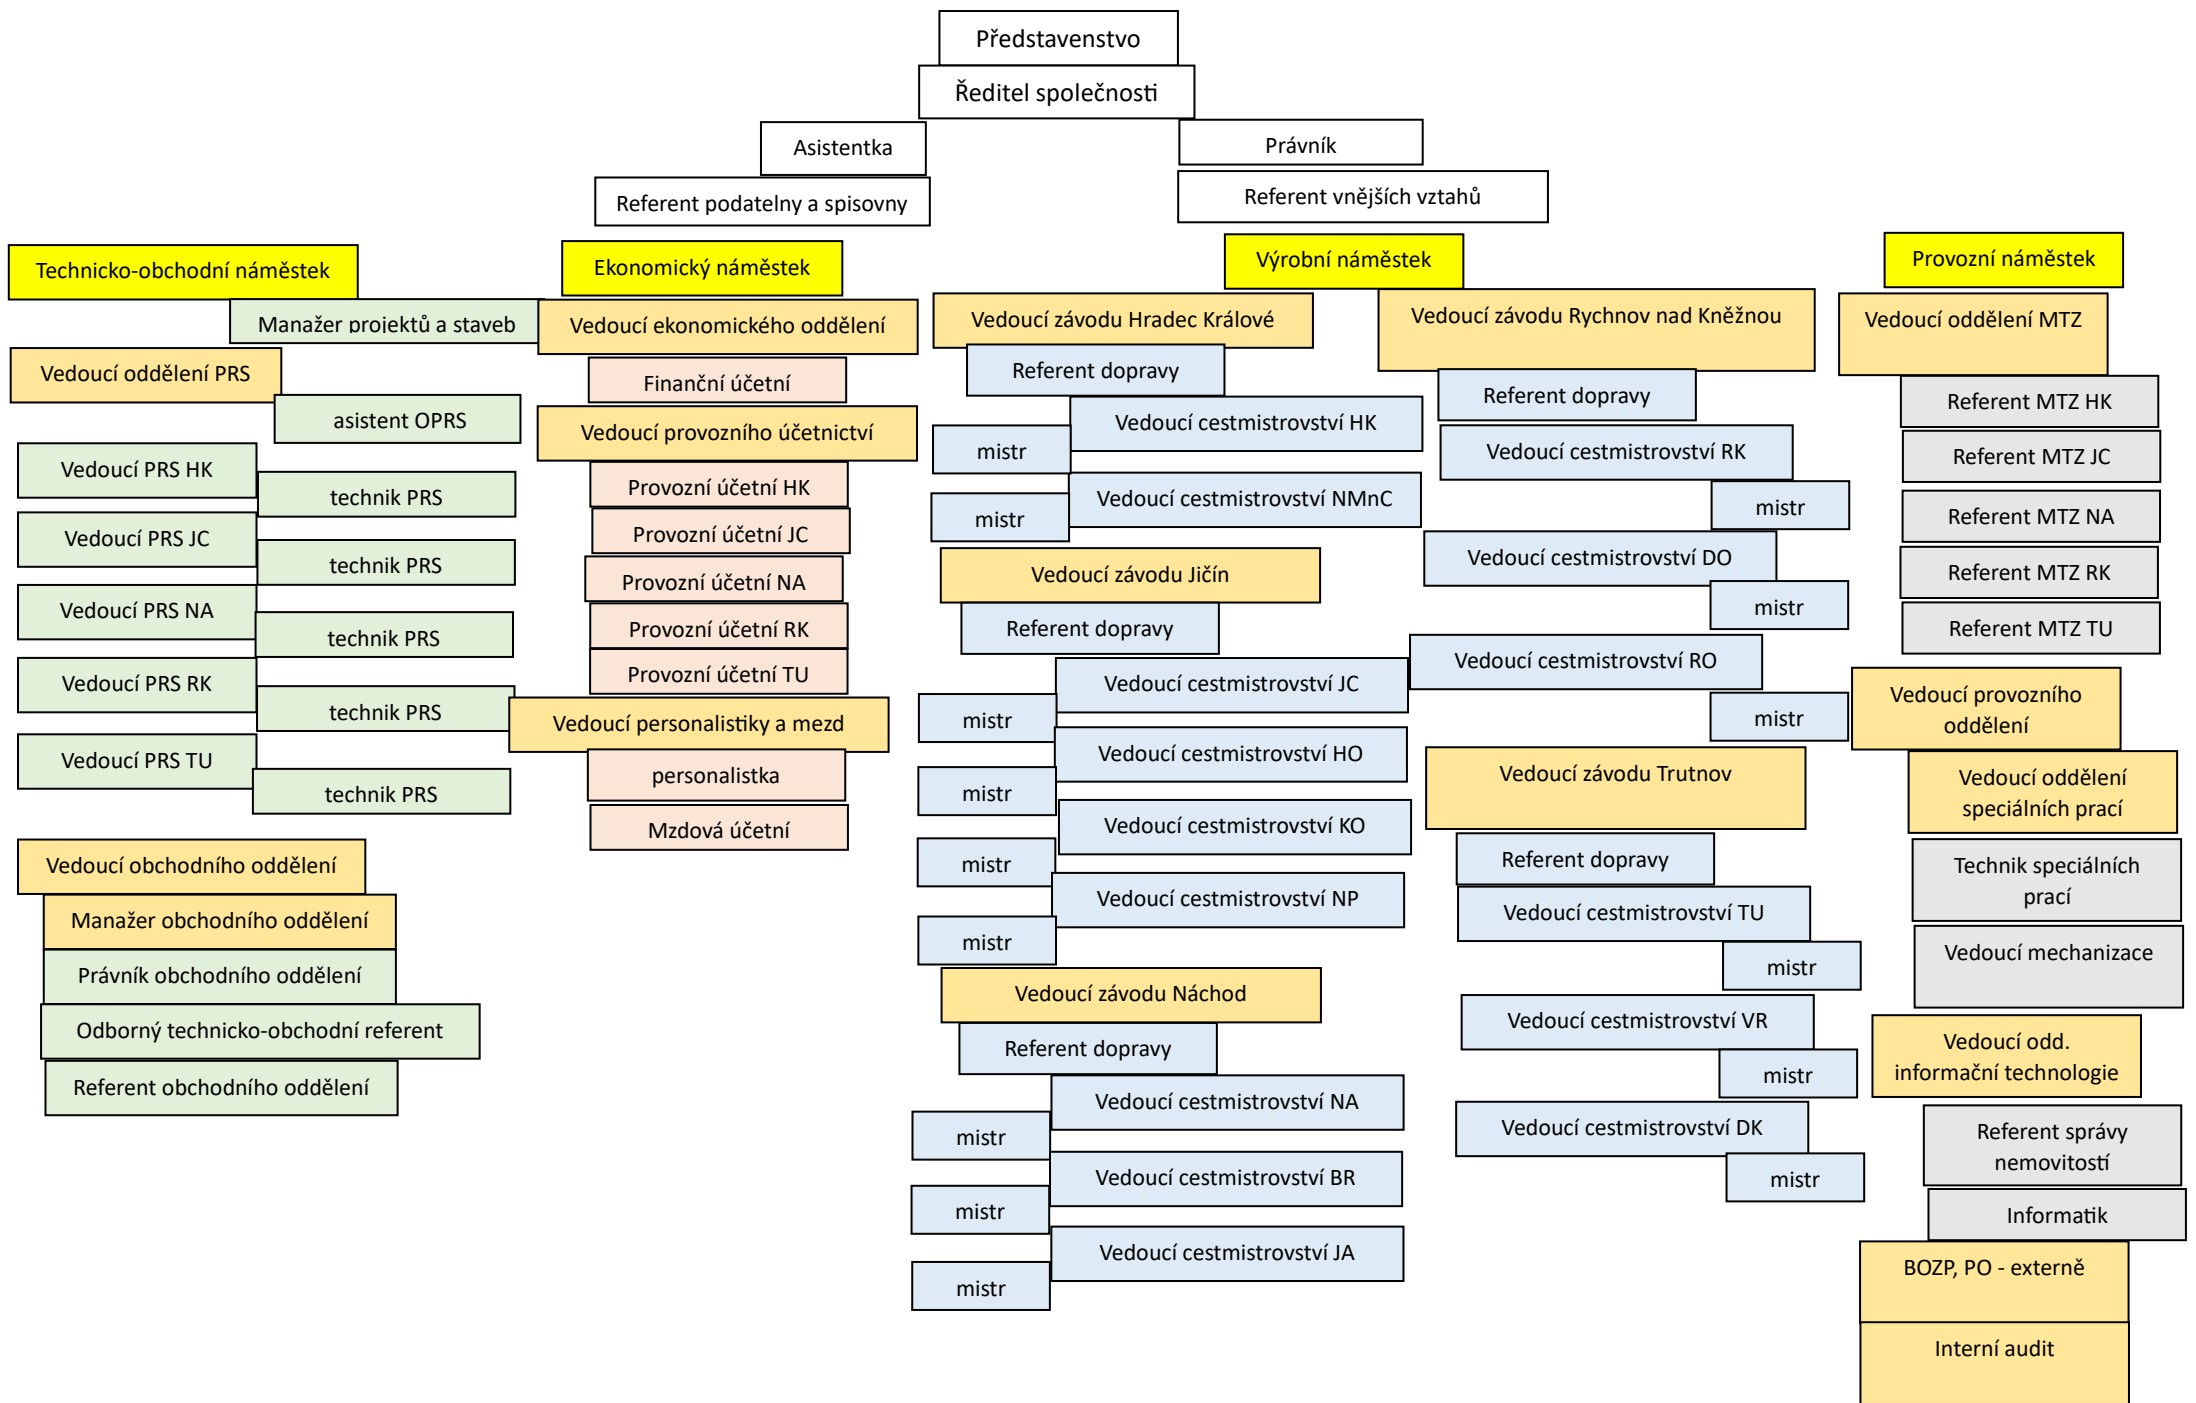 Představenstvo
Ředitel společnosti
Asistentka
Právník
Referent podatelny a spisovny
Referent vnějších vztahů
Technicko-obchodní náměstek
Manažer projektů a staveb
Vedoucí oddělení PRS
asistent OPRS
Vedoucí PRS HK
technik PRS
Vedoucí PRS JC
technik PRS
Vedoucí PRS NA
technik PRS
Vedoucí PRS RK
technik PRS
Vedoucí PRS TU
technik PRS
Vedoucí obchodního oddělení
Manažer obchodního oddělení
Právník obchodního oddělení
Odborný technicko-obchodní referent
Referent obchodního oddělení
Ekonomický náměstek
Vedoucí ekonomického oddělení
Finanční účetní
Vedoucí provozního účetnictví
Provozní účetní HK
Provozní účetní JC
Provozní účetní NA
Provozní účetní RK
Provozní účetní TU
Vedoucí personalistiky a mezd
personalistka
Mzdová účetní
Výrobní náměstek
Vedoucí závodu Hradec Králové
Referent dopravy
Vedoucí cestmistrovství HK
mistr
Vedoucí cestmistrovství NMnC
mistr
Vedoucí závodu Jičín
Referent dopravy
Vedoucí cestmistrovství JC
mistr
Vedoucí cestmistrovství HO
mistr
Vedoucí cestmistrovství KO
mistr
Vedoucí cestmistrovství NP
mistr
Vedoucí závodu Náchod
Referent dopravy
Vedoucí cestmistrovství NA
mistr
Vedoucí cestmistrovství BR
mistr
Vedoucí cestmistrovství JA
mistr
Vedoucí závodu Rychnov nad Kněžnou
Referent dopravy
Vedoucí cestmistrovství RK
mistr
Vedoucí cestmistrovství DO
mistr
Vedoucí cestmistrovství RO
mistr
Vedoucí závodu Trutnov
Referent dopravy
Vedoucí cestmistrovství TU
mistr
Vedoucí cestmistrovství VR
mistr
Vedoucí cestmistrovství DK
mistr
Provozní náměstek
Vedoucí oddělení MTZ
Referent MTZ HK
Referent MTZ JC
Referent MTZ NA
Referent MTZ RK
Referent MTZ TU
Vedoucí provozního
oddělení
Vedoucí oddělení
speciálních prací
Technik speciálních
prací
Vedoucí mechanizace
Vedoucí odd.
informační technologie
Referent správy
nemovitostí
Informatik
BOZP, PO - externě
Interní audit